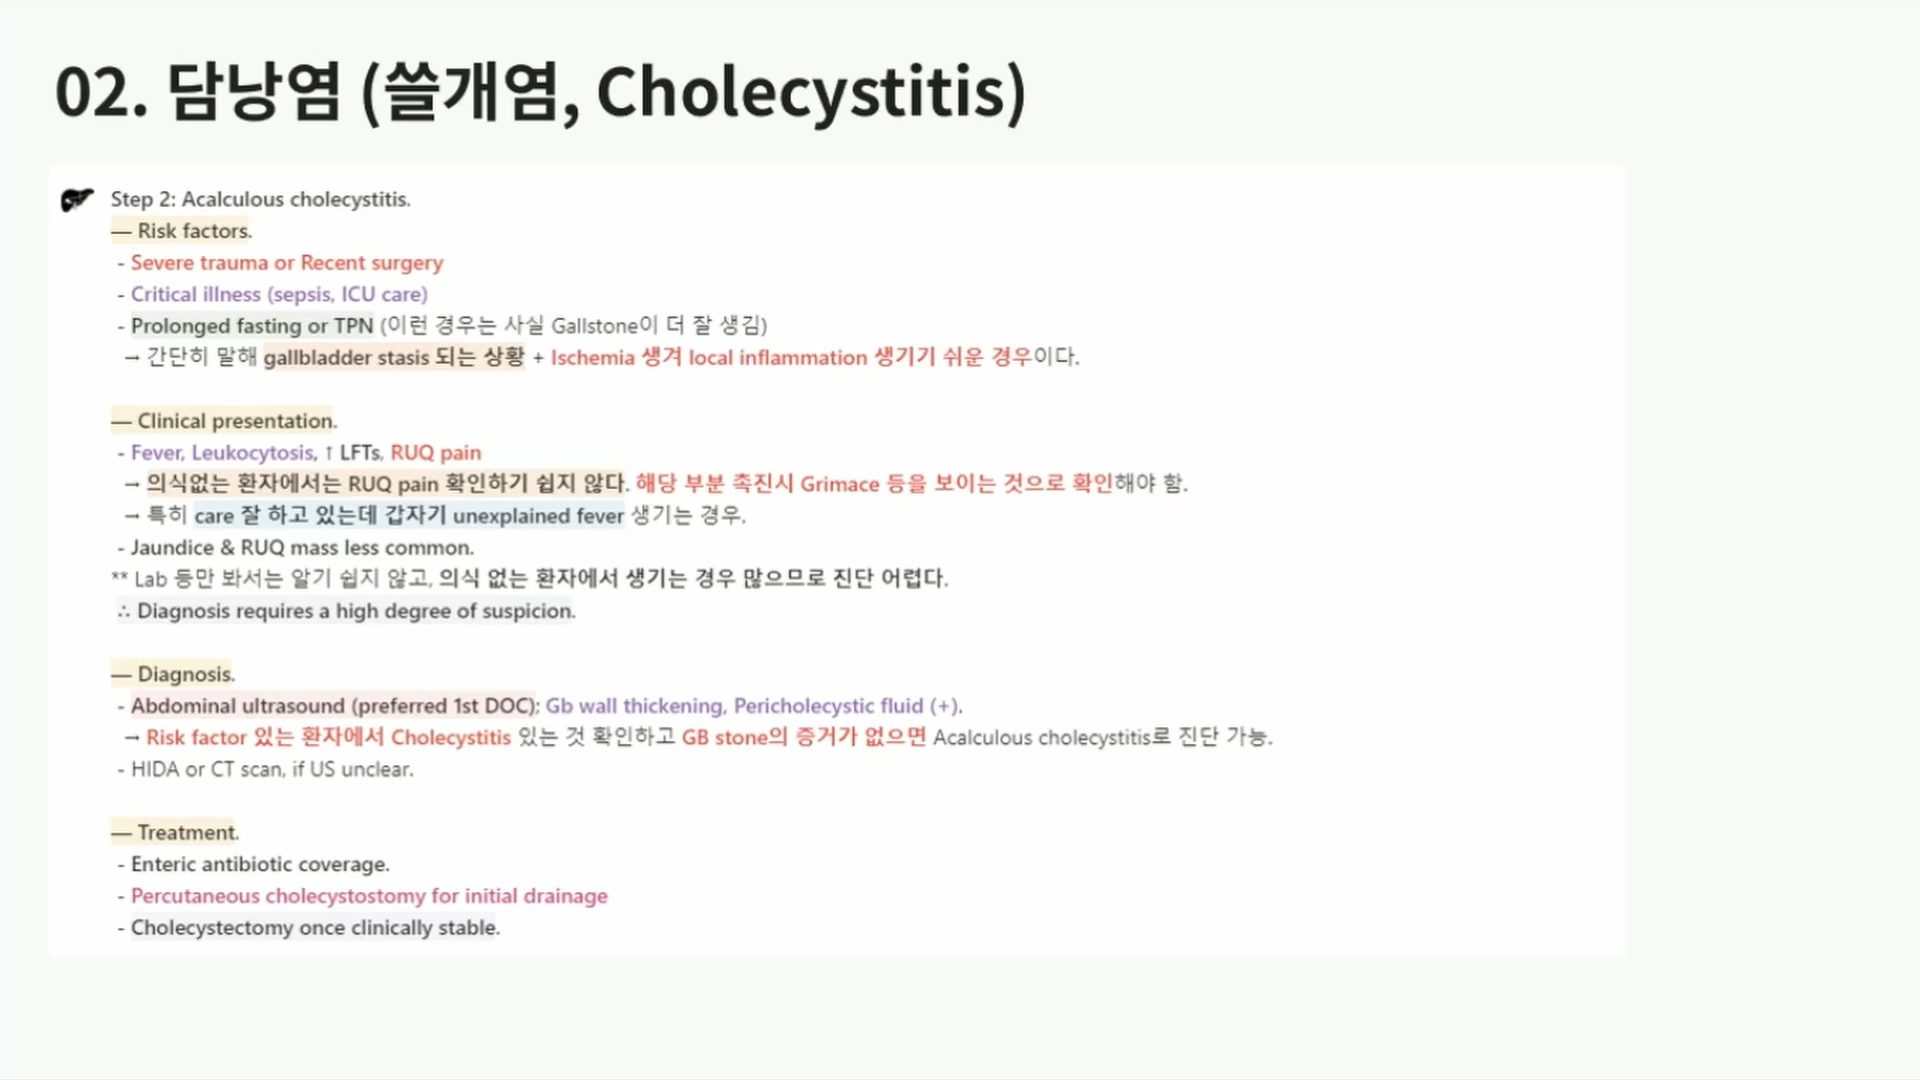 02. 담낭염 (쓸개염, Cholecystitis)
Step 2: Acalculous cholecystitis.
— Risk factors.
- Severe trauma or Recent surgery
- Critical illness (sepsis, ICU care)
- Prolonged fasting or TPN (이런 경우는 사실 Gallstone이 더 잘 생김)
→ 간단히 말해 gallbladder stasis 되는 상황 + Ischemia 생겨 local inflammation 생기기 쉬운 경우이다.
— Clinical presentation.
- Fever, Leukocytosis, ↑ LFTs, RUQ pain
→ 의식없는 환자에서는 RUQ pain 확인하기 쉽지 않다. 해당 부분 촉진시 Grimace 등을 보이는 것으로 확인해야 함.
→ 특히 care 잘 하고 있는데 갑자기 unexplained fever 생기는 경우.
- Jaundice & RUQ mass less common.
** Lab 등만 봐서는 알기 쉽지 않고, 의식 없는 환자에서 생기는 경우 많으므로 진단 어렵다.
∴ Diagnosis requires a high degree of suspicion.
— Diagnosis.
- Abdominal ultrasound (preferred 1st DOC); Gb wall thickening, Pericholecystic fluid (+).
→ Risk factor 있는 환자에서 Cholecystitis 있는 것 확인하고 GB stone의 증거가 없으면 Acalculous cholecystitis로 진단 가능.
- HIDA or CT scan, if US unclear.
— Treatment.
- Enteric antibiotic coverage.
- Percutaneous cholecystostomy for initial drainage
- Cholecystectomy once clinically stable.